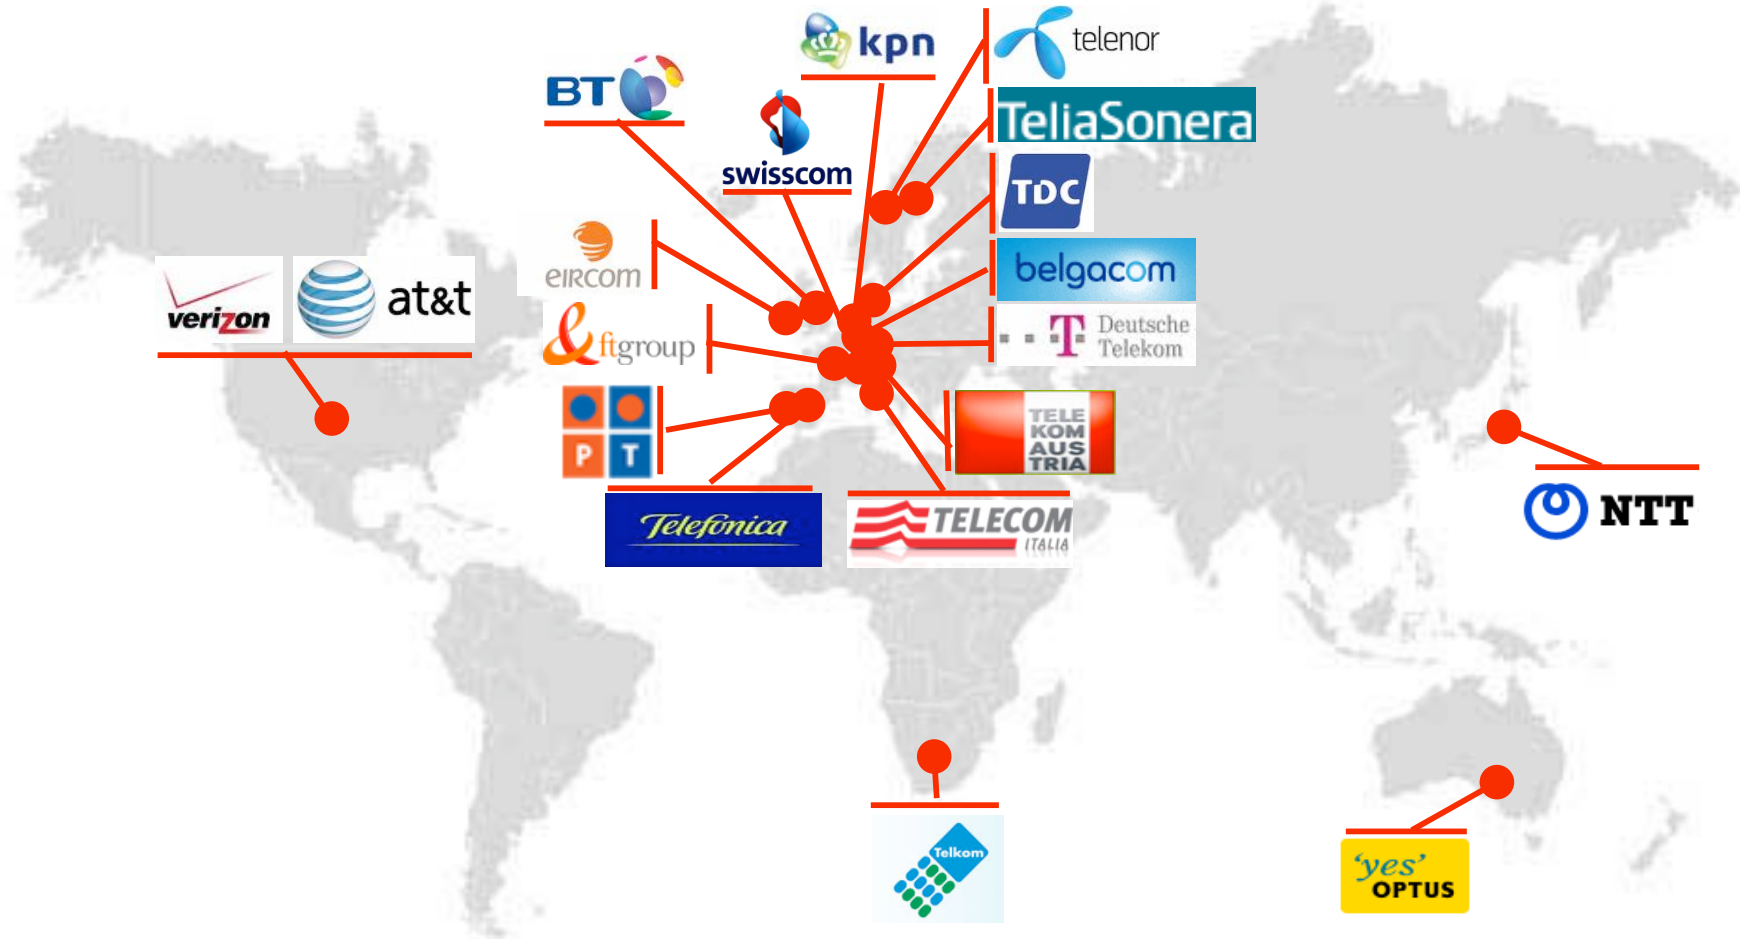 kpn
telenor
BT
TeliaSonera
swisscom
TDC
eircom
belgacom
verizon
at&t
ftgroup
Deutsche
Telekom
T
P T
TELE
KOM
AUS
TRIA
Telefónica
TELECOM
ITALIA
NTT
Telkom
'yes'
OPTUS